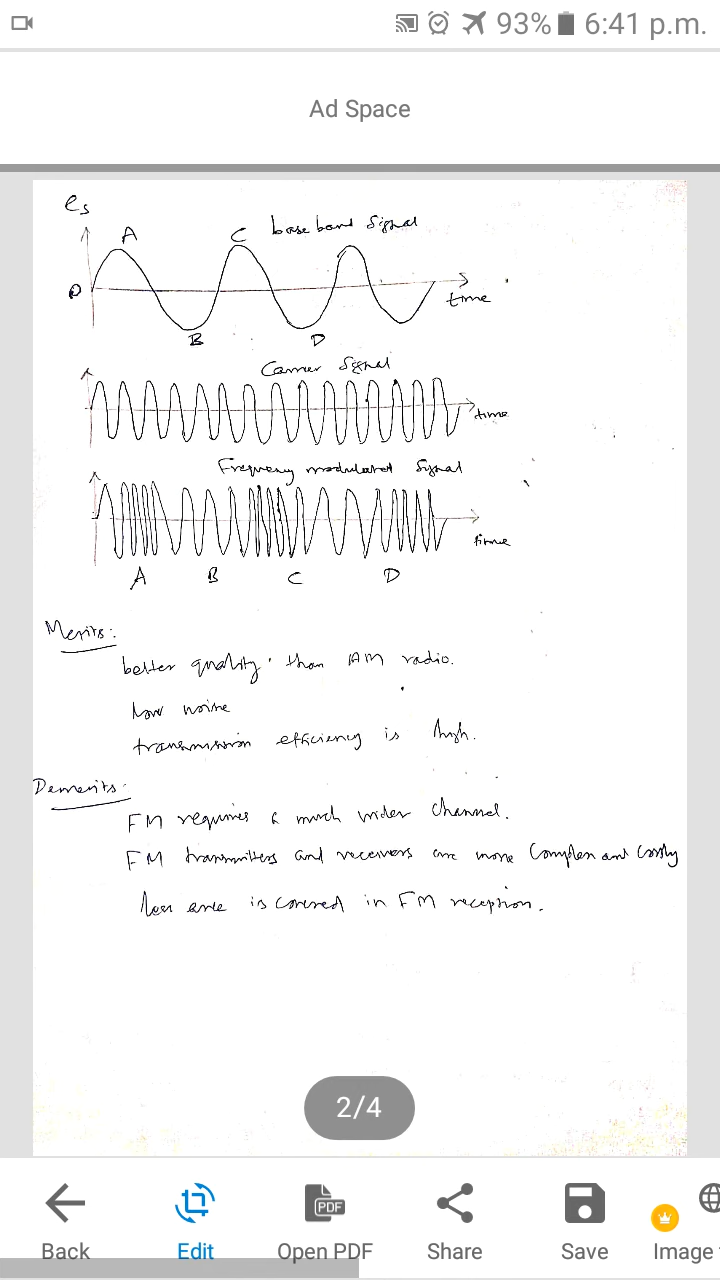 93% 6:41 p.m.
Ad Space
es
A
C
base band Signal
0
time
B
D
Carrier Signal
time
Frequency modulated Signal
time
A B C D
Merits:
better quality than AM radio.
low noise
transmission efficiency is high.
Demerits:
FM requires a much wider channel.
FM transmitters and receivers are more Complex and Costly
less area is covered in FM reception.
2/4
Back Edit Open PDF Share Save Image